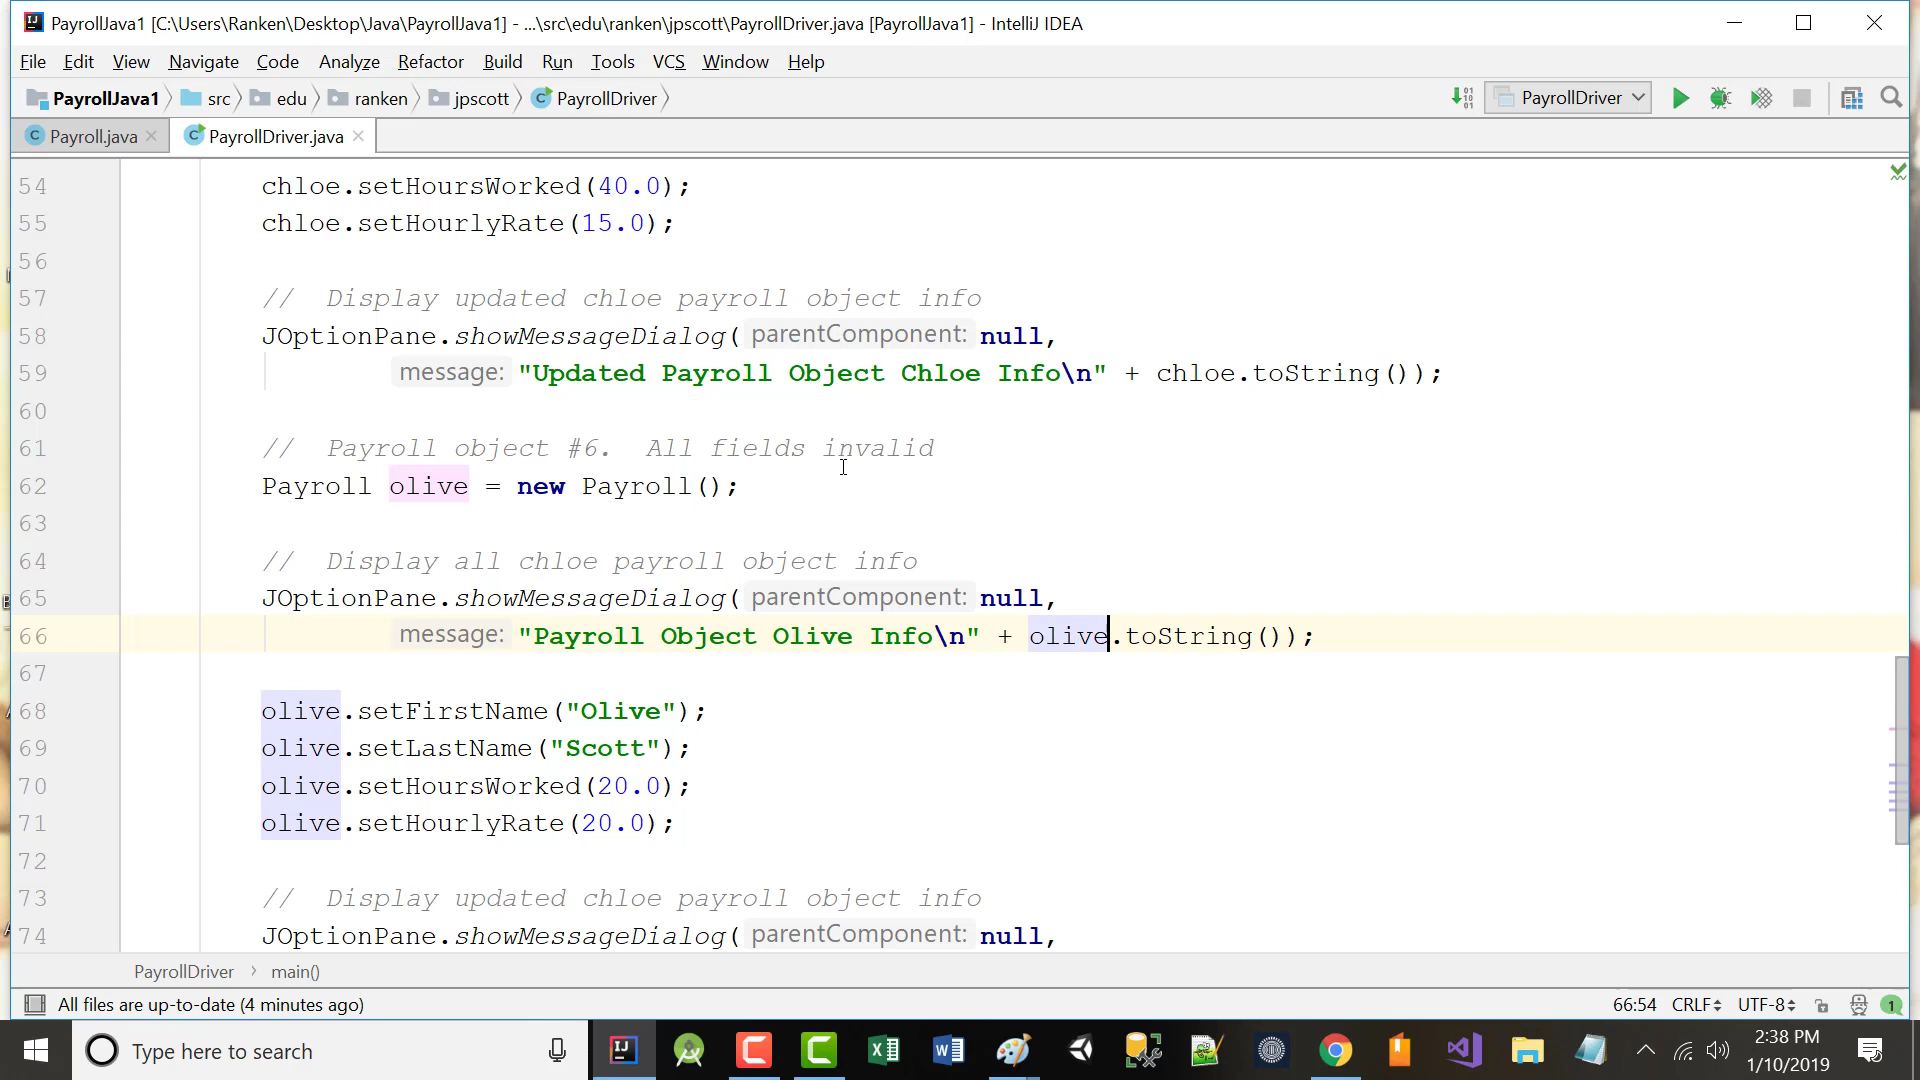 PayrollJava1 [C:\Users\Ranken\Desktop\Java\PayrollJava1] - ...\src\edu\ranken\jpscott\PayrollDriver.java [PayrollJava1] - IntelliJ IDEA
File Edit View Navigate Code Analyze Refactor Build Run Tools VCS Window Help
PayrollJava1 src edu ranken jpscott PayrollDriver PayrollDriver
Payroll.java PayrollDriver.java
54 chloe.setHoursWorked(40.0);
55 chloe.setHourlyRate(15.0);
56
57 // Display updated chloe payroll object info
58 JOptionPane.showMessageDialog( parentComponent: null,
59 message: "Updated Payroll Object Chloe Info\n" + chloe.toString());
60
61 // Payroll object #6. All fields invalid
62 Payroll olive = new Payroll();
63
64 // Display all chloe payroll object info
65 JOptionPane.showMessageDialog( parentComponent: null,
66 message: "Payroll Object Olive Info\n" + olive.toString());
67
68 olive.setFirstName("Olive");
69 olive.setLastName("Scott");
70 olive.setHoursWorked(20.0);
71 olive.setHourlyRate(20.0);
72
73 // Display updated chloe payroll object info
74 JOptionPane.showMessageDialog( parentComponent: null,
PayrollDriver > main()
All files are up-to-date (4 minutes ago) 66:54 CRLF UTF-8 1
Type here to search
2:38 PM
1/10/2019